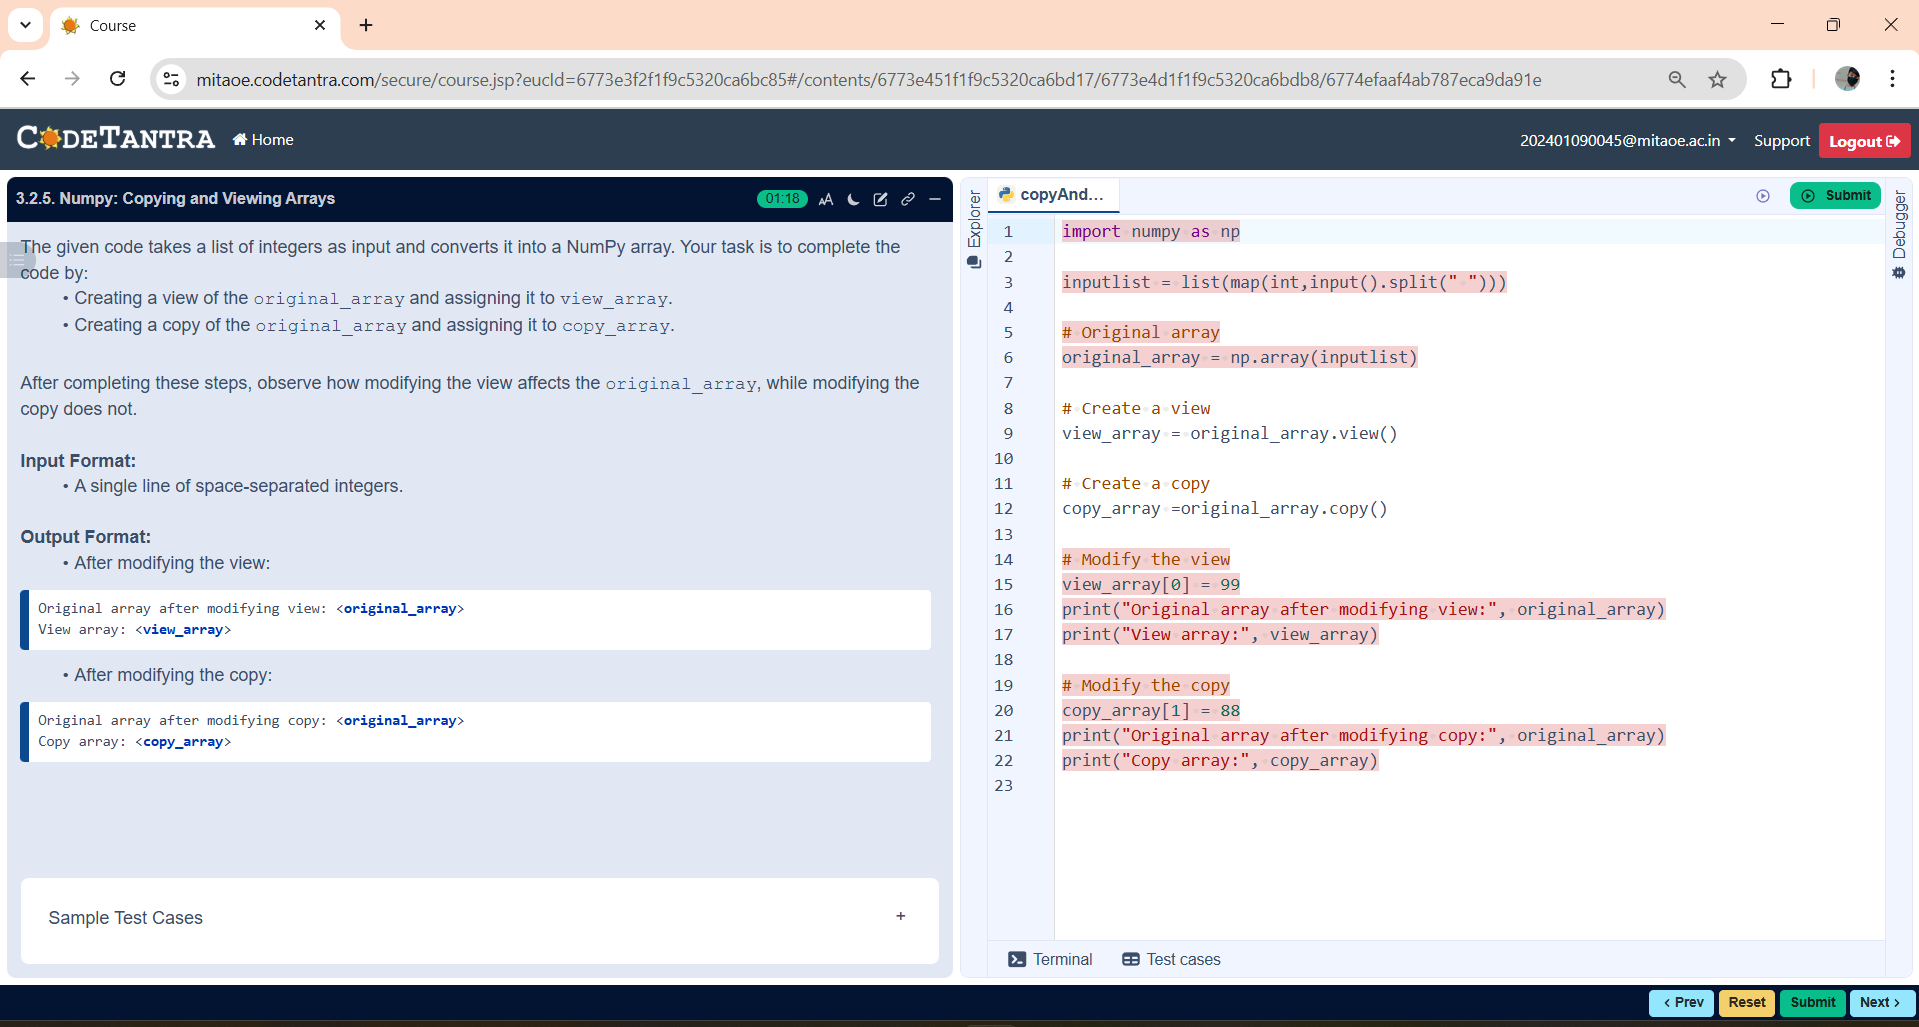 Course
mitaoe.codetantra.com/secure/course.jsp?eucId=6773e3f2f1f9c5320ca6bc85#/contents/6773e451f1f9c5320ca6bd17/6773e4d1f1f9c5320ca6bdb8/6774efaaf4ab787eca9da91e
CODETANTRA
Home
202401090045@mitaoe.ac.in
Support
Logout
3.2.5. Numpy: Copying and Viewing Arrays
01:18
AA
The given code takes a list of integers as input and converts it into a NumPy array. Your task is to complete the
code by:
• Creating a view of the original_array and assigning it to view_array.
• Creating a copy of the original_array and assigning it to copy_array.
After completing these steps, observe how modifying the view affects the original_array, while modifying the
copy does not.
Input Format:
• A single line of space-separated integers.
Output Format:
• After modifying the view:
Original array after modifying view: <original_array>
View array: <view_array>
• After modifying the copy:
Original array after modifying copy: <original_array>
Copy array: <copy_array>
Sample Test Cases
+
Explorer
copyAnd...
Submit
Debugger
1 import numpy as np
2
3 inputlist = list(map(int,input().split(" ")))
4
5 # Original array
6 original_array = np.array(inputlist)
7
8 # Create a view
9 view_array = original_array.view()
10
11 # Create a copy
12 copy_array =original_array.copy()
13
14 # Modify the view
15 view_array[0] = 99
16 print("Original array after modifying view:", original_array)
17 print("View array:", view_array)
18
19 # Modify the copy
20 copy_array[1] = 88
21 print("Original array after modifying copy:", original_array)
22 print("Copy array:", copy_array)
23
Terminal
Test cases
< Prev
Reset
Submit
Next >